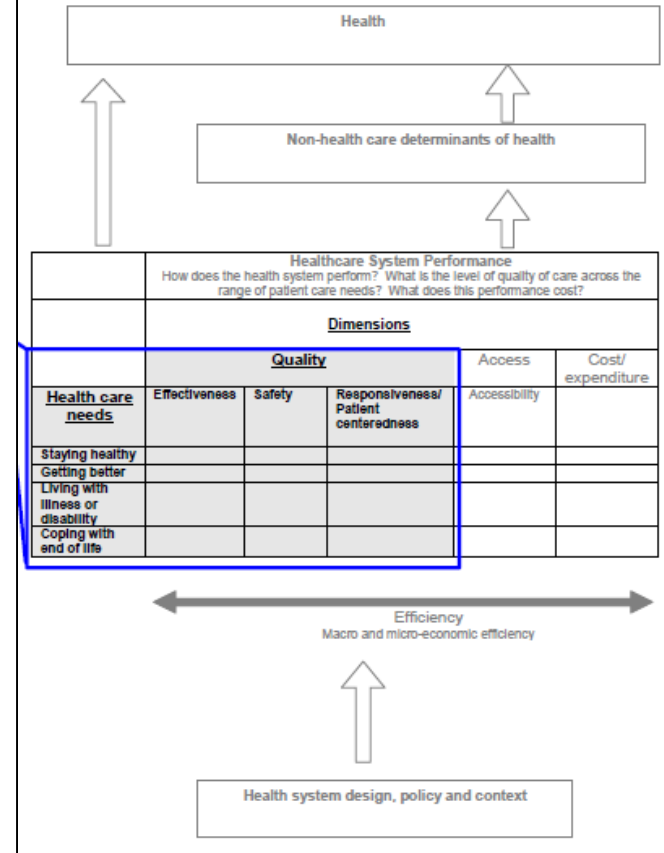 Health
Non-health care determinants of health
Healthcare System Performance
How does the health system perform? What is the level of quality of care across the
range of patient care needs? What does this performance cost?
Dimensions
Quality
Access
Cost/
expenditure
Health care
needs
Effectiveness
Safety
Responsiveness/
Patient
centeredness
Accessibility
Staying healthy
Getting better
Living with
illness or
disability
Coping with
end of life
Efficiency
Macro and micro-economic efficiency
Health system design, policy and context